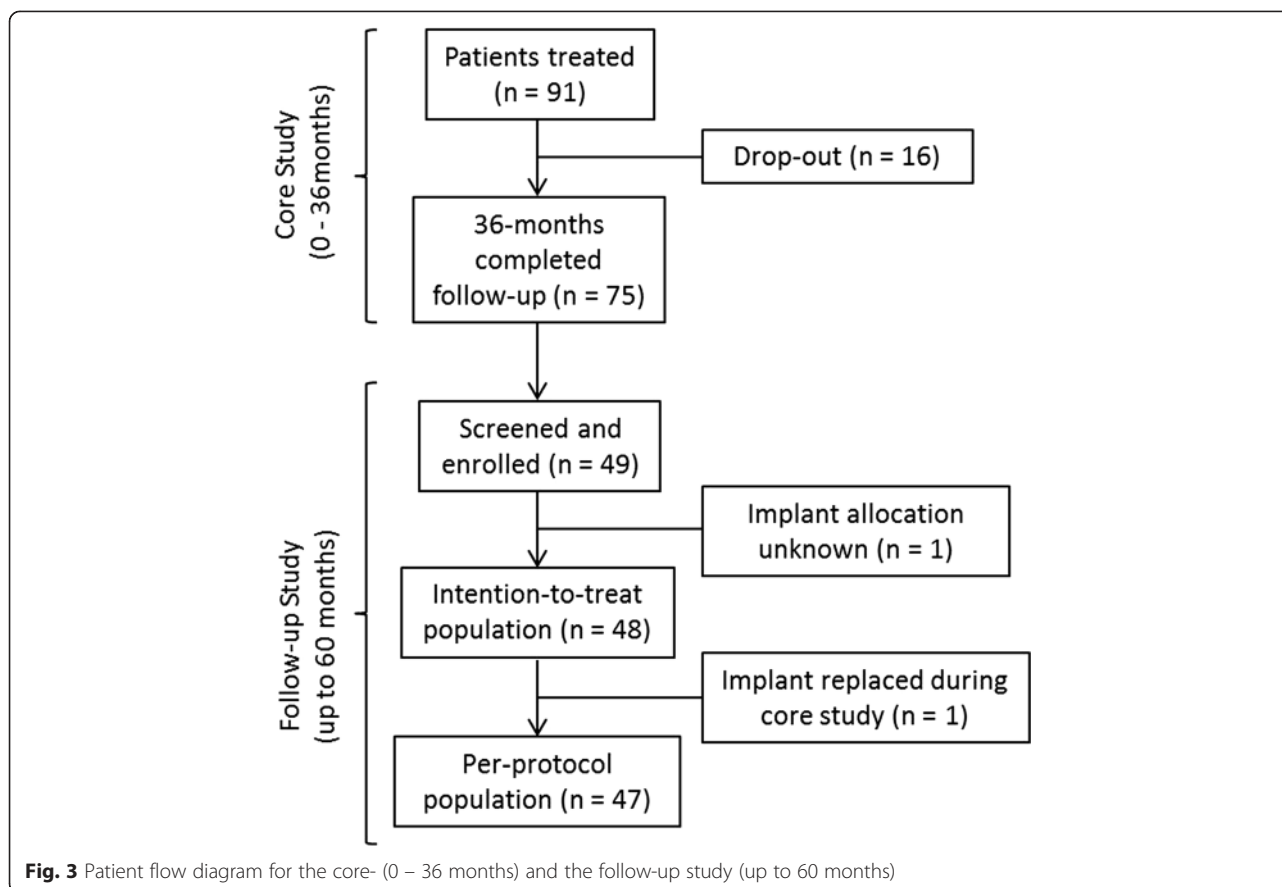 Core Study
(0 - 36months)
Patients treated
(n = 91)
Drop-out (n = 16)
36-months
completed
follow-up (n = 75)
Follow-up Study
(up to 60 months)
Screened and
enrolled (n = 49)
Implant allocation
unknown (n = 1)
Intention-to-treat
population (n = 48)
Implant replaced during
core study (n = 1)
Per-protocol
population (n = 47)
Fig. 3 Patient flow diagram for the core- (0 – 36 months) and the follow-up study (up to 60 months)